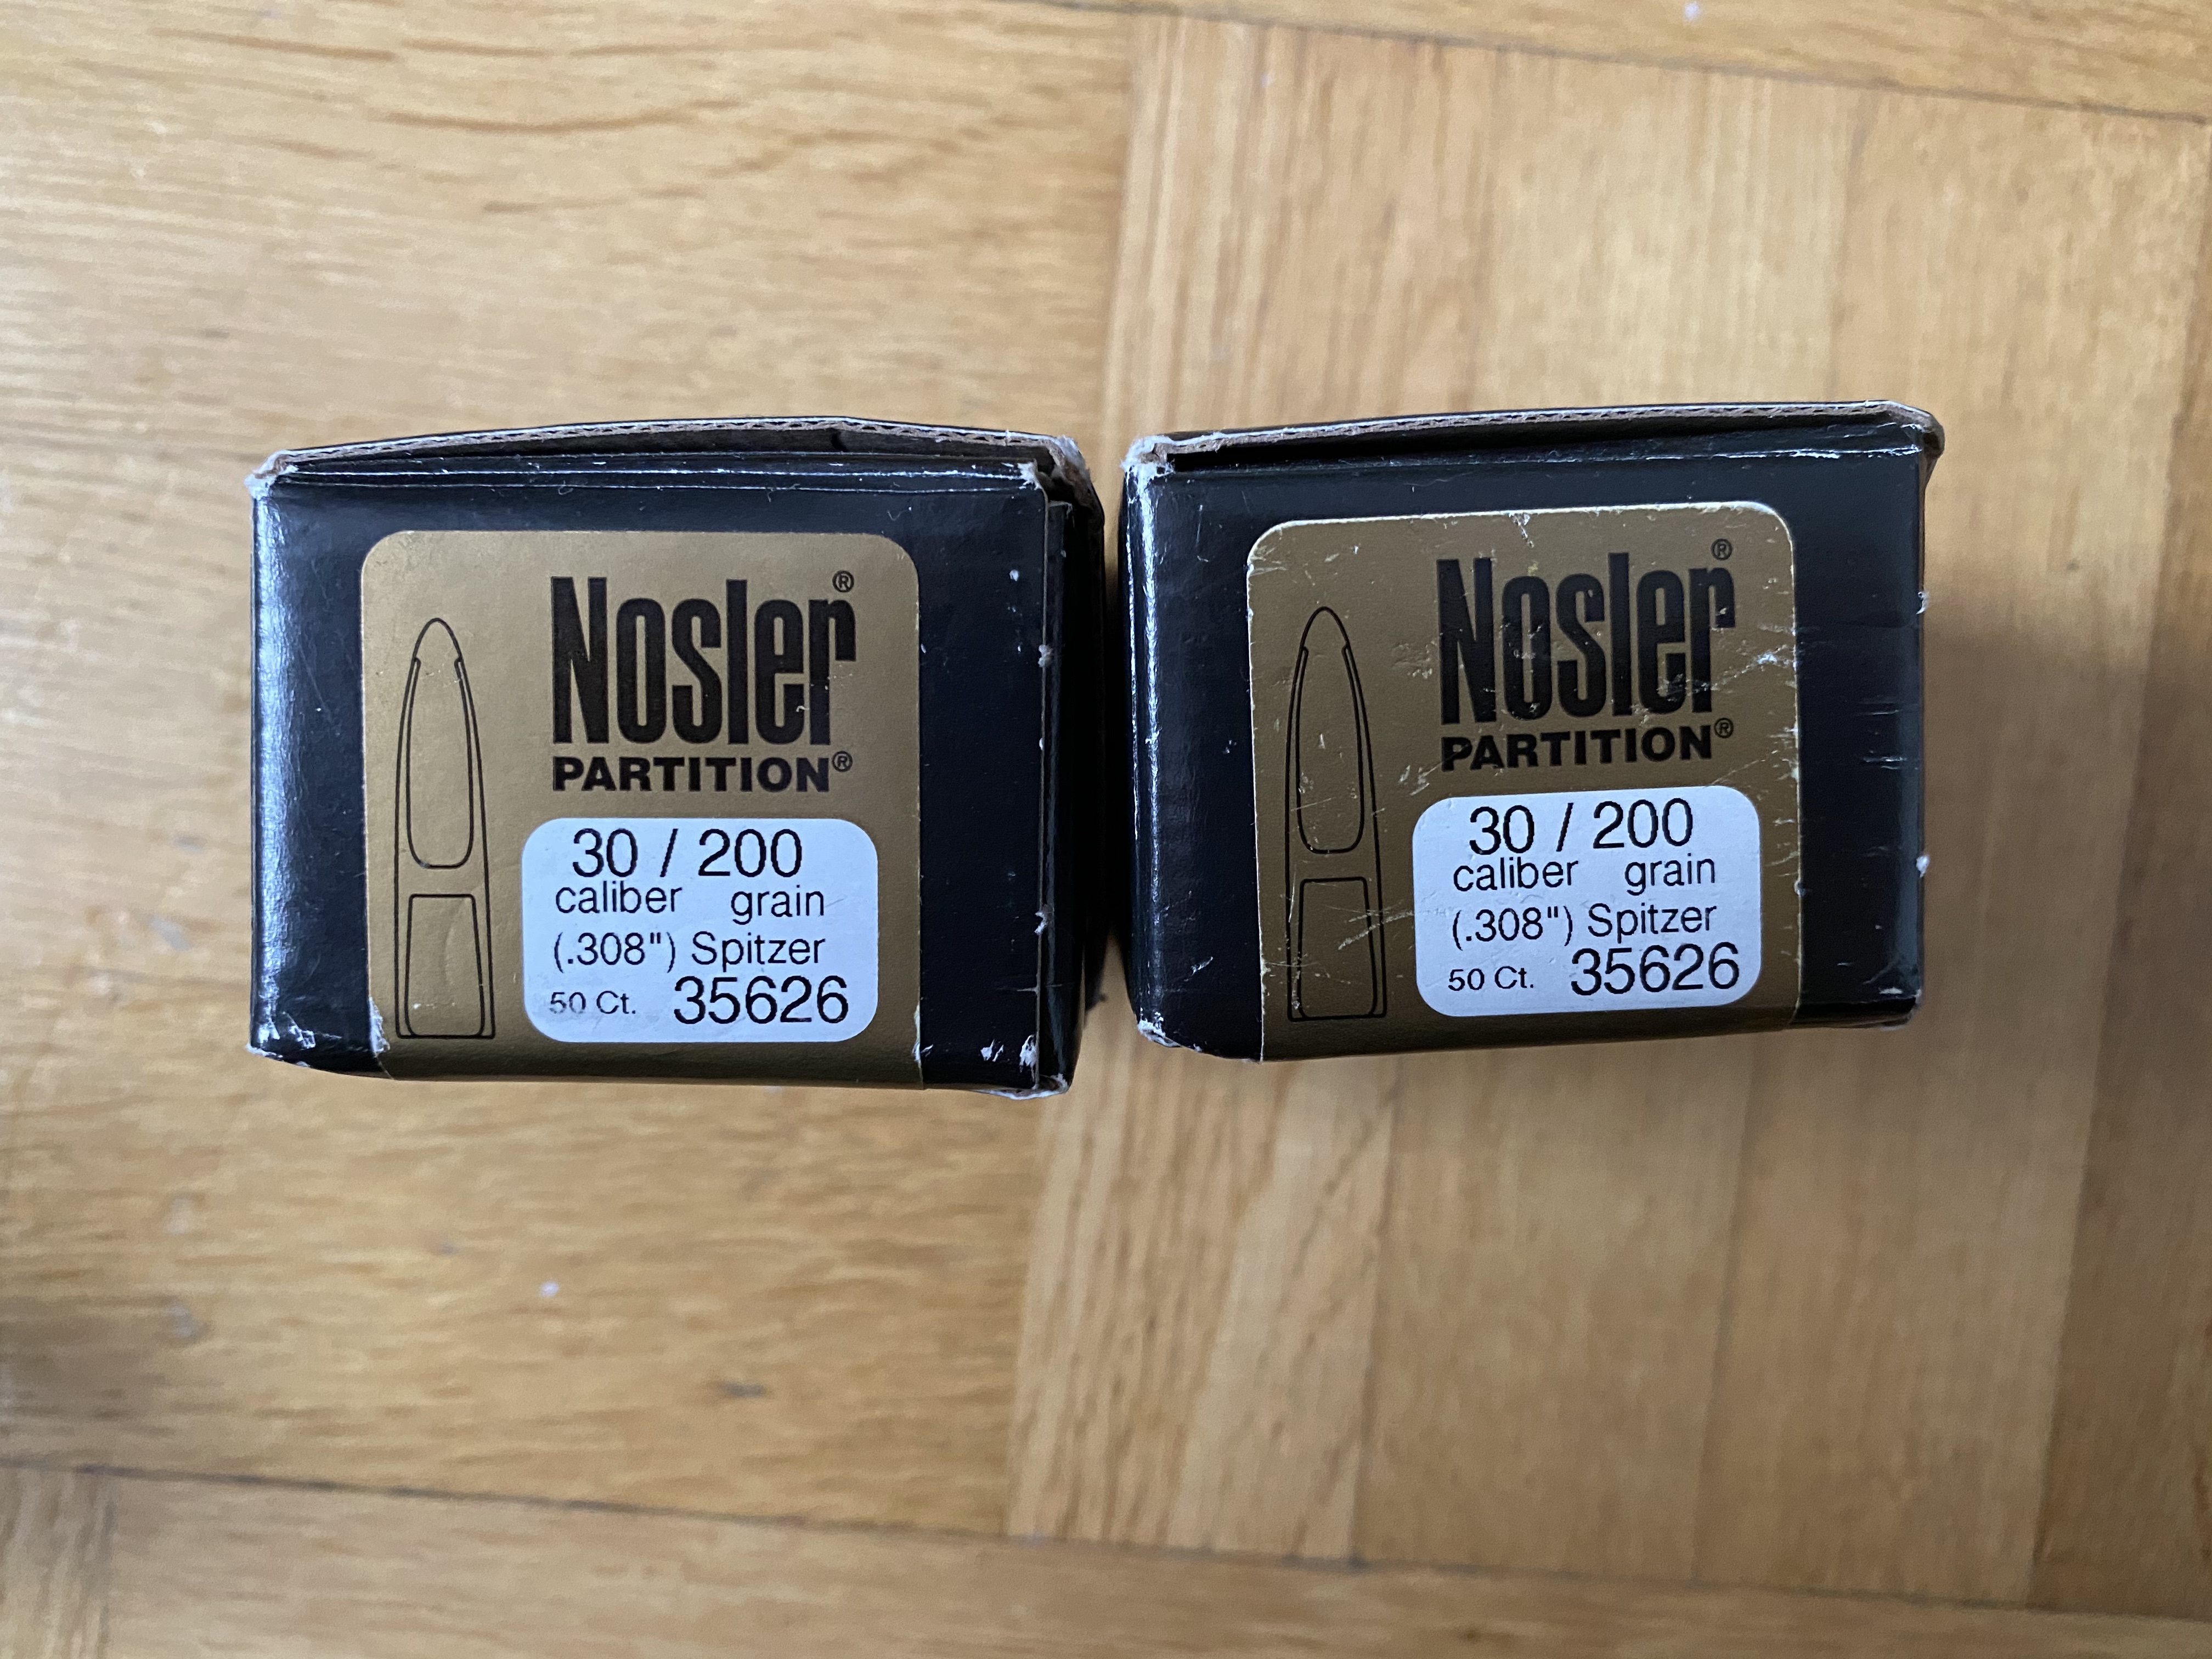 Nosler®
PARTITION®
30 / 200
caliber grain
(.308") Spitzer
50 Ct. 35626
Nosler®
PARTITION®
30 / 200
caliber grain
(.308") Spitzer
50 Ct. 35626